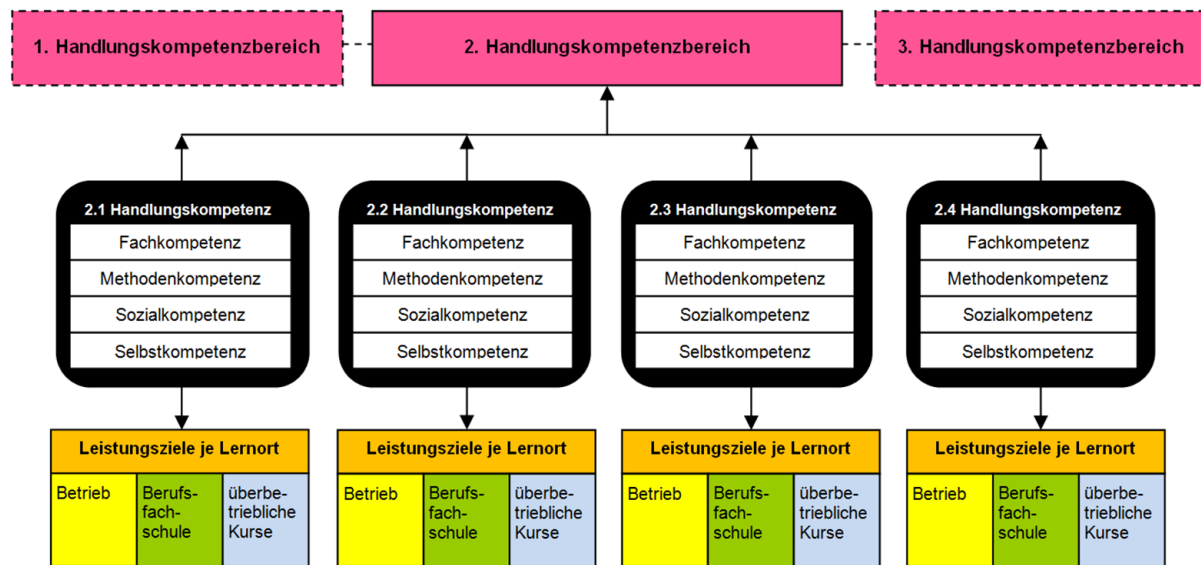 1. Handlungskompetenzbereich
2. Handlungskompetenzbereich
3. Handlungskompetenzbereich
2.1 Handlungskompetenz
Fachkompetenz
Methodenkompetenz
Sozialkompetenz
Selbstkompetenz
2.2 Handlungskompetenz
Fachkompetenz
Methodenkompetenz
Sozialkompetenz
Selbstkompetenz
2.3 Handlungskompetenz
Fachkompetenz
Methodenkompetenz
Sozialkompetenz
Selbstkompetenz
2.4 Handlungskompetenz
Fachkompetenz
Methodenkompetenz
Sozialkompetenz
Selbstkompetenz
Leistungsziele je Lernort
Betrieb
Berufs-
fach-
schule
überbe-
triebliche
Kurse
Leistungsziele je Lernort
Betrieb
Berufs-
fach-
schule
überbe-
triebliche
Kurse
Leistungsziele je Lernort
Betrieb
Berufs-
fach-
schule
überbe-
triebliche
Kurse
Leistungsziele je Lernort
Betrieb
Berufs-
fach-
schule
überbe-
triebliche
Kurse